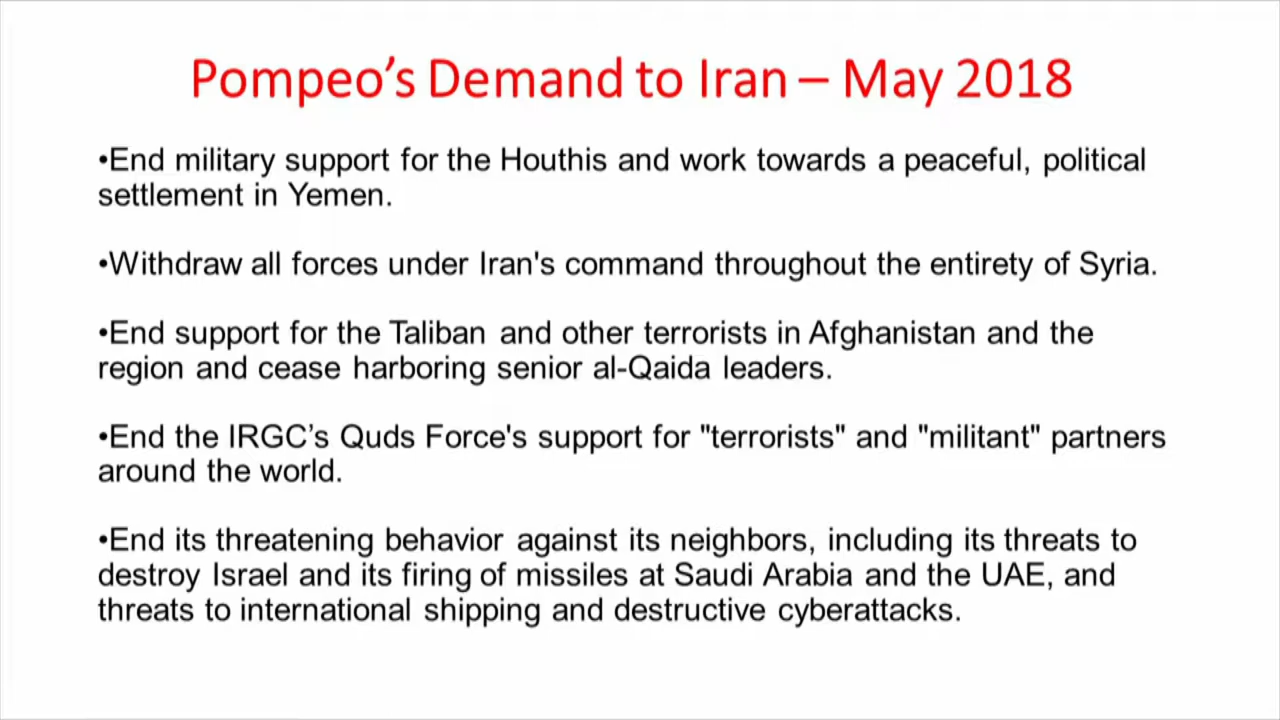 Pompeo’s Demand to Iran – May 2018
•End military support for the Houthis and work towards a peaceful, political
settlement in Yemen.
•Withdraw all forces under Iran's command throughout the entirety of Syria.
•End support for the Taliban and other terrorists in Afghanistan and the
region and cease harboring senior al-Qaida leaders.
•End the IRGC’s Quds Force's support for "terrorists" and "militant" partners
around the world.
•End its threatening behavior against its neighbors, including its threats to
destroy Israel and its firing of missiles at Saudi Arabia and the UAE, and
threats to international shipping and destructive cyberattacks.